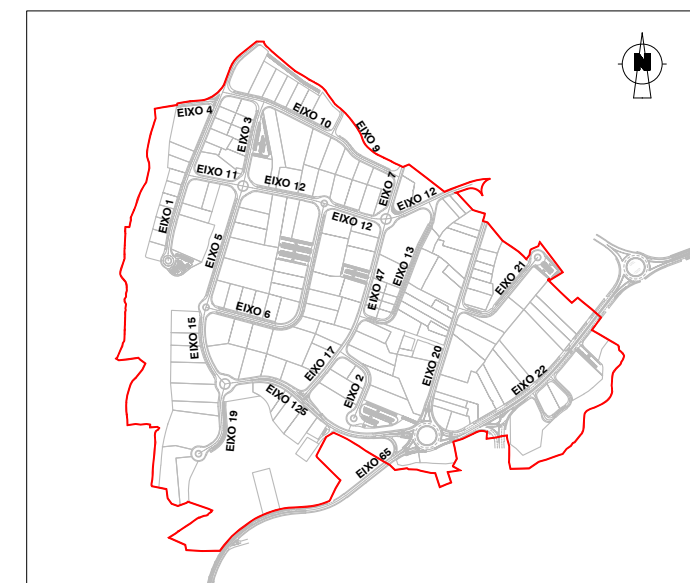 N
EIXO 4
EIXO 3
EIXO 10
EIXO 9
EIXO 11
EIXO 12
EIXO 7
EIXO 12
EIXO 1
EIXO 12
EIXO 5
EIXO 13
EIXO 47
EIXO 21
EIXO 6
EIXO 15
EIXO 17
EIXO 20
EIXO 2
EIXO 22
EIXO 125
EIXO 19
EIXO 65